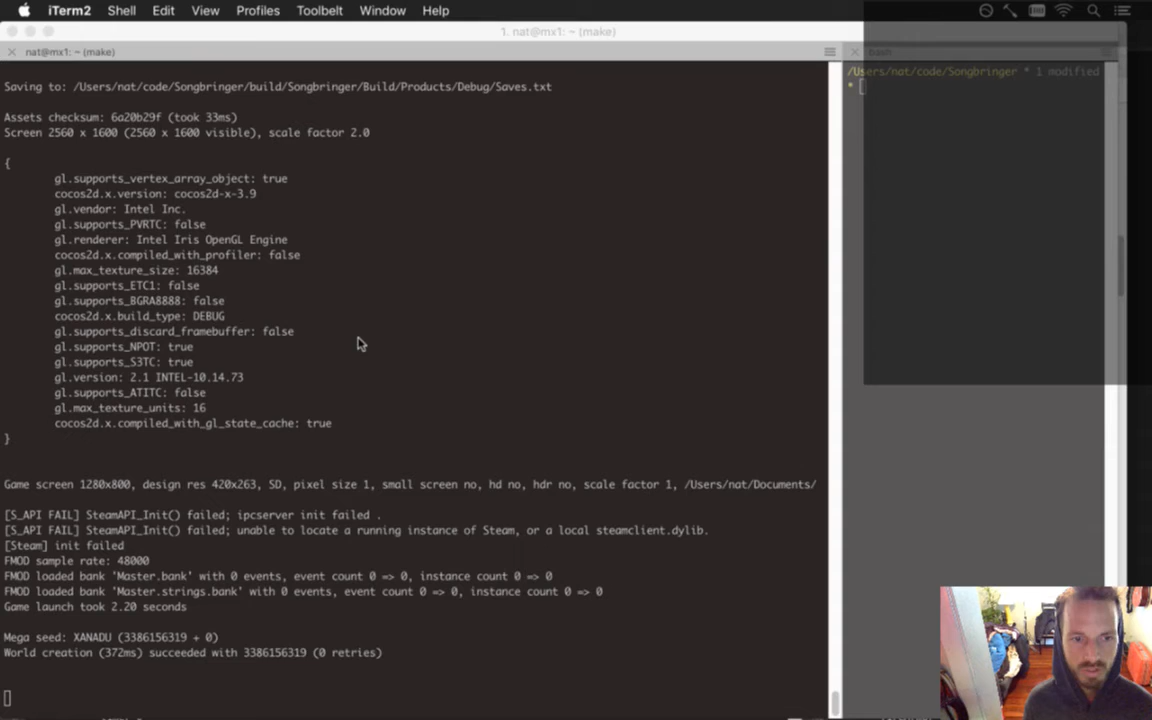 iTerm2 Shell Edit View Profiles Toolbelt Window Help
1. nat@mx1: ~ (make)
nat@mx1: ~ (make)
bash
Saving to: /Users/nat/code/Songbringer/build/Songbringer/Build/Products/Debug/Saves.txt
Assets checksum: 6a20b29f (took 33ms)
Screen 2560 x 1600 (2560 x 1600 visible), scale factor 2.0
{
gl.supports_vertex_array_object: true
cocos2d.x.version: cocos2d-x-3.9
gl.vendor: Intel Inc.
gl.supports_PVRTC: false
gl.renderer: Intel Iris OpenGL Engine
cocos2d.x.compiled_with_profiler: false
gl.max_texture_size: 16384
gl.supports_ETC1: false
gl.supports_BGRA8888: false
cocos2d.x.build_type: DEBUG
gl.supports_discard_framebuffer: false
gl.supports_NPOT: true
gl.supports_S3TC: true
gl.version: 2.1 INTEL-10.14.73
gl.supports_ATITC: false
gl.max_texture_units: 16
cocos2d.x.compiled_with_gl_state_cache: true
}
Game screen 1280x800, design res 420x263, SD, pixel size 1, small screen no, hd no, hdr no, scale factor 1, /Users/nat/Documents/
[S_API FAIL] SteamAPI_Init() failed; ipcserver init failed .
[S_API FAIL] SteamAPI_Init() failed; unable to locate a running instance of Steam, or a local steamclient.dylib.
[Steam] init failed
FMOD sample rate: 48000
FMOD loaded bank 'Master.bank' with 0 events, event count 0 => 0, instance count 0 => 0
FMOD loaded bank 'Master.strings.bank' with 0 events, event count 0 => 0, instance count 0 => 0
Game launch took 2.20 seconds
Mega seed: XANADU (3386156319 + 0)
World creation (372ms) succeeded with 3386156319 (0 retries)
/Users/nat/code/Songbringer * 1 modified
*